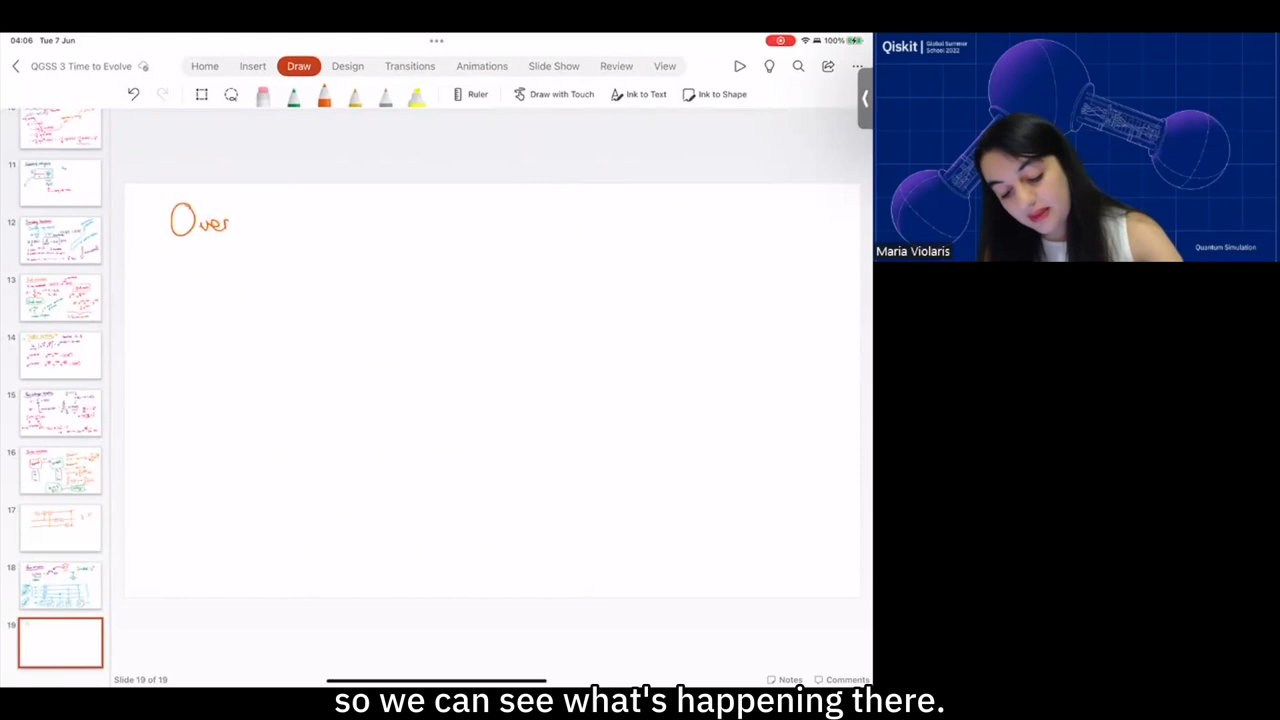 04:06 Tue 7 Jun
100%
QGSS 3 Time to Evolve
Home Insert Draw Design Transitions Animations Slide Show Review View
Ruler Draw with Touch Ink to Text Ink to Shape
11
12
13
14
15
16
17
18
19
Over
Slide 19 of 19
Notes Comments
Qiskit | Global Summer School 2022
Maria Violaris
Quantum Simulation
so we can see what's happening there.